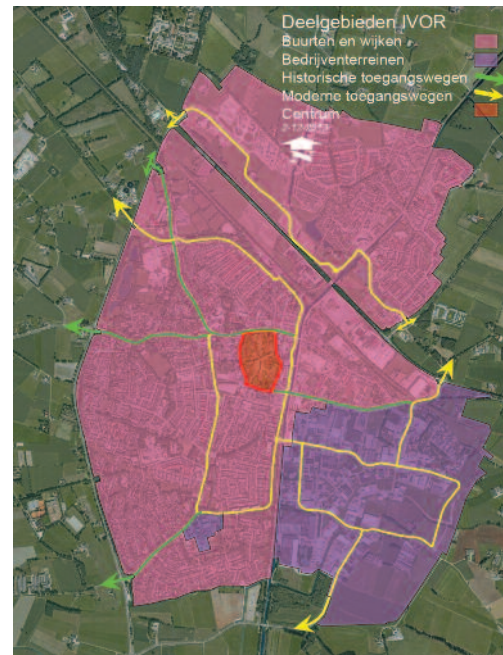 Deelgebieden IVOR
Buurten en wijken
Bedrijventerreinen
Historische toegangswegen
Moderne toegangswegen
Centrum